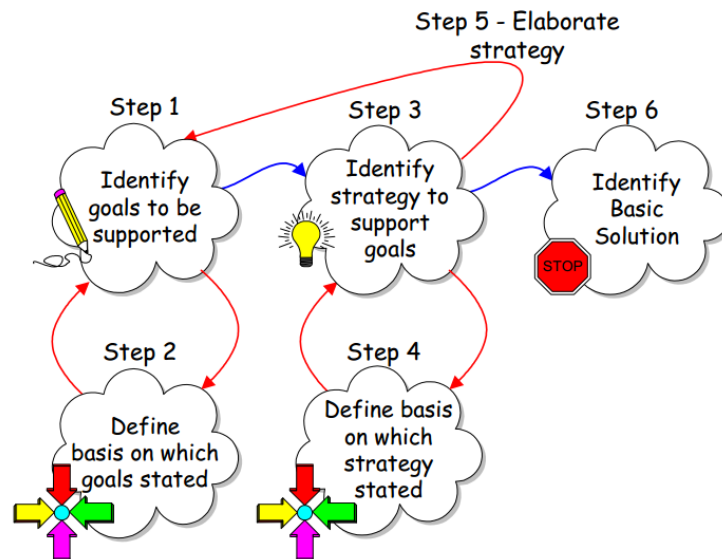 Step 5 - Elaborate
strategy
Step 1
Step 3
Step 6
Identify
goals to be
supported
Identify
strategy to
support
goals
Identify
Basic
Solution
STOP
Step 2
Step 4
Define
basis on which
goals stated
Define basis
on which
strategy
stated